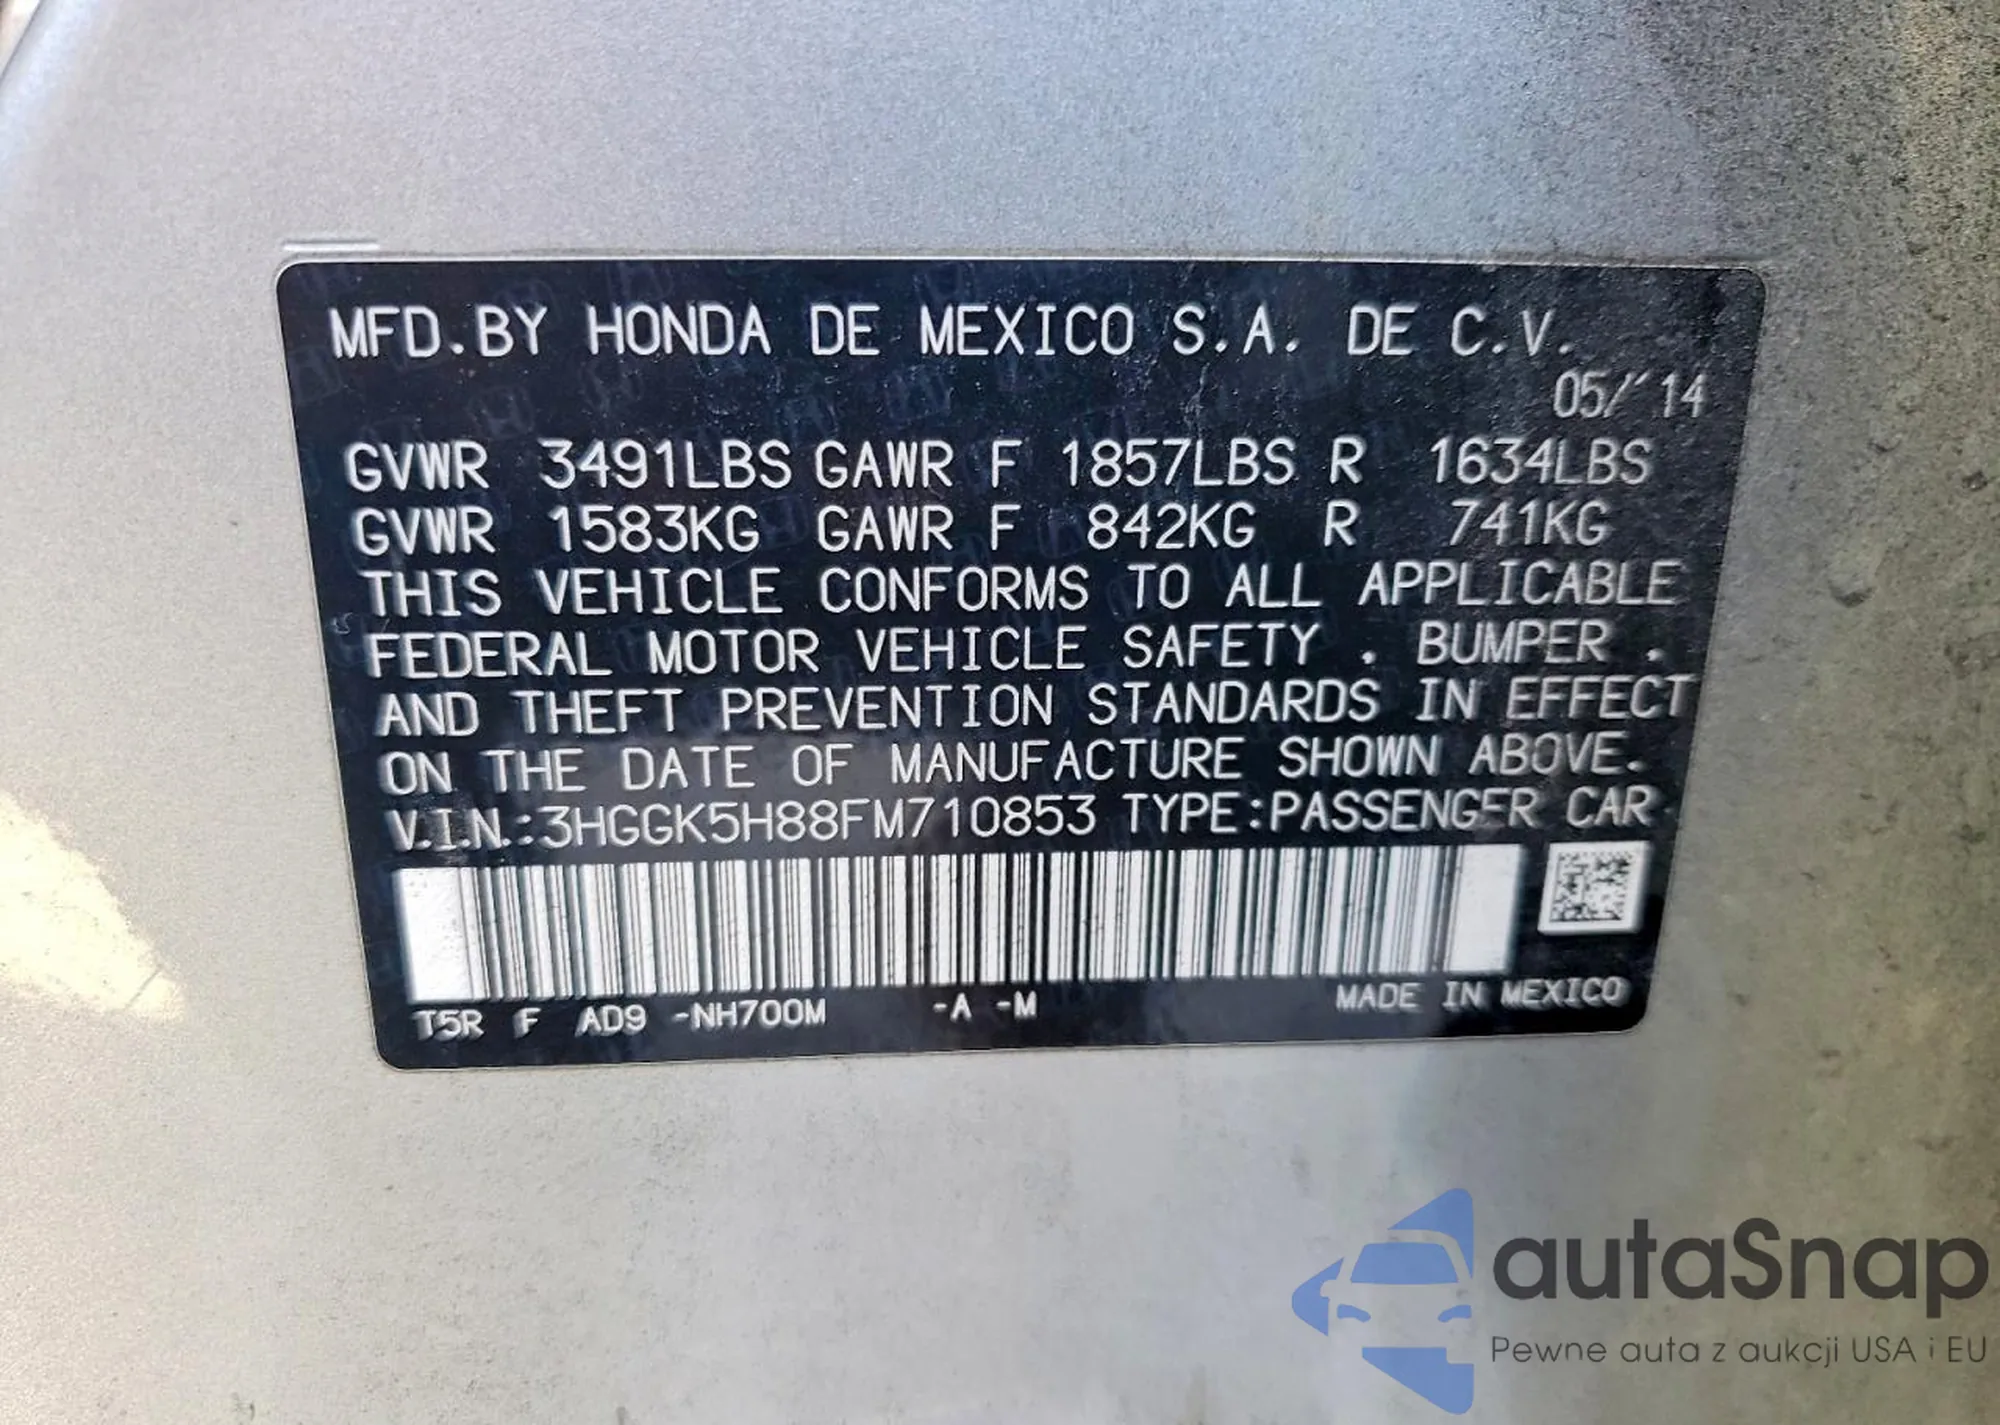 MFD.BY HONDA DE MEXICO S.A. DE C.V.
05/'14
GVWR 3491LBS GAWR F 1857LBS R 1634LBS
GVWR 1583KG GAWR F 842KG R 741KG
THIS VEHICLE CONFORMS TO ALL APPLICABLE
FEDERAL MOTOR VEHICLE SAFETY . BUMPER .
AND THEFT PREVENTION STANDARDS IN EFFECT
ON THE DATE OF MANUFACTURE SHOWN ABOVE.
V.I.N.:3HGGK5H88FM710853 TYPE:PASSENGER CAR
T5R F AD9 -NH700M -A -M MADE IN MEXICO
autaSnap
Pewne auta z aukcji USA i EU